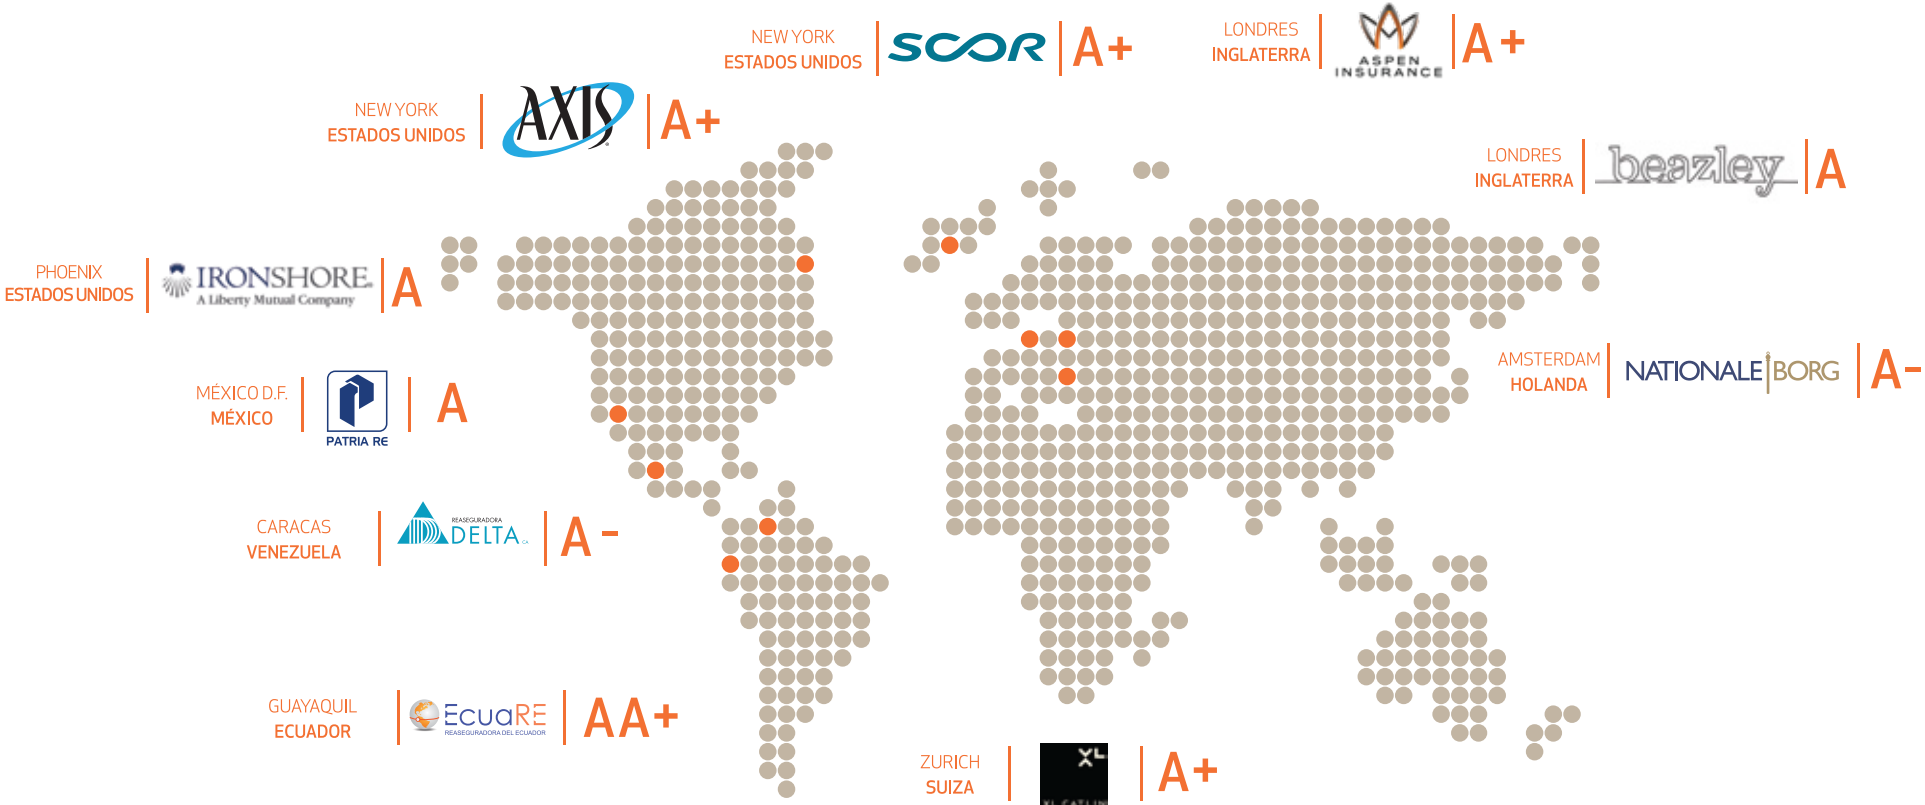 NEW YORK
ESTADOS UNIDOS
SCOR
A+
LONDRES
INGLATERRA
ASPEN
INSURANCE
A+
NEW YORK
ESTADOS UNIDOS
AXIS
A+
LONDRES
INGLATERRA
beazley
A
PHOENIX
ESTADOS UNIDOS
IRONSHORE
A Liberty Mutual Company
A
AMSTERDAM
HOLANDA
NATIONALE BORG
A-
MÉXICO D.F.
MÉXICO
PATRIA RE
A
CARACAS
VENEZUELA
REASEGURADORA
DELTA C.A.
A -
GUAYAQUIL
ECUADOR
EcuaRE
REASEGURADORA DEL ECUADOR
AA+
ZURICH
SUIZA
XL
XL CATLIN
A+